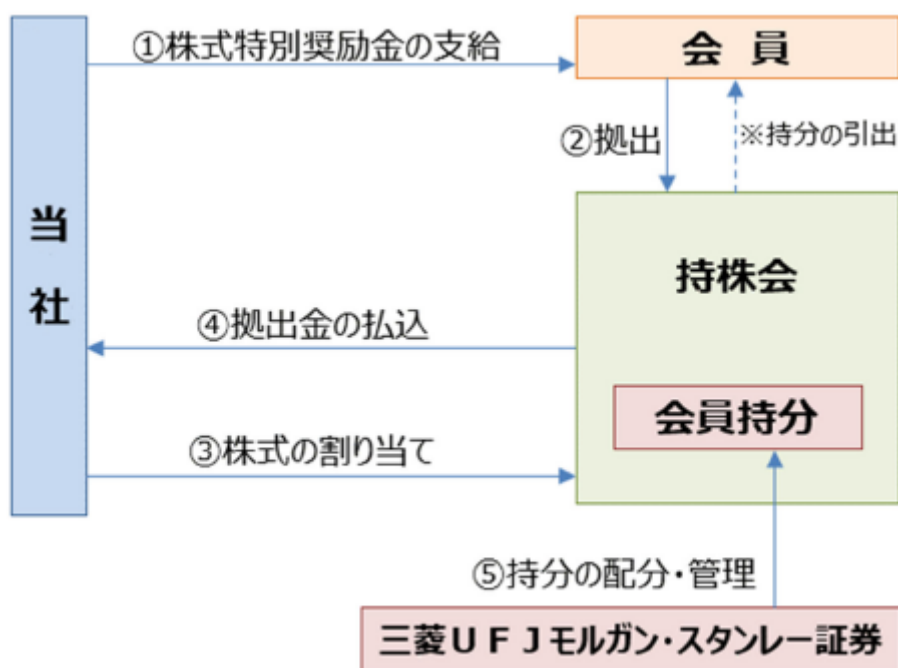 ①株式特別奨励金の支給
会 員
②拠出
※持分の引出
当
社
持株会
④拠出金の払込
会員持分
③株式の割り当て
⑤持分の配分・管理
三菱UFJモルガン・スタンレー証券